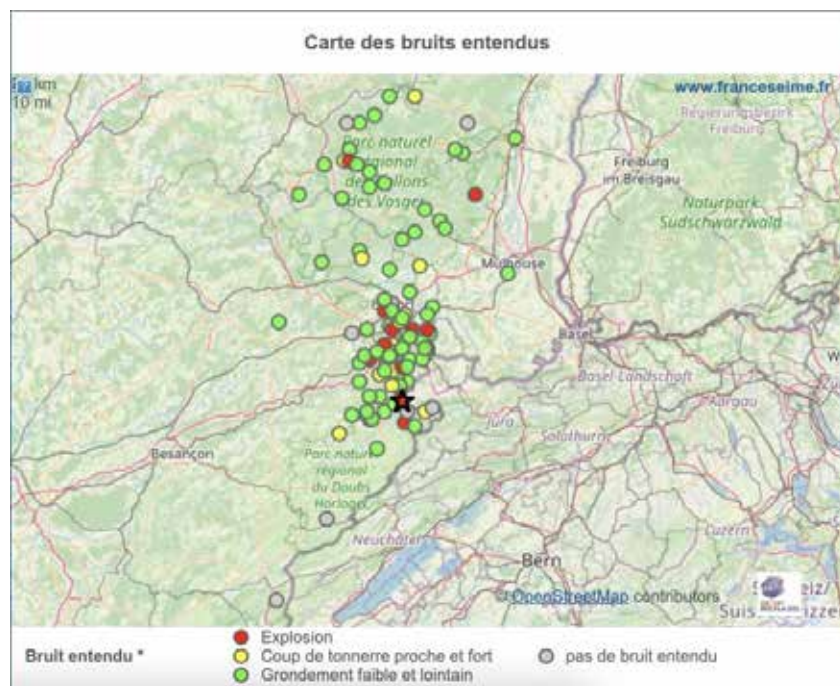 Carte des bruits entendus
km
10 mi
www.franceseime.fr
Regierungsbezirk
Freiburg
Parc naturel
régional
des Ballons
des Vosges
Freiburg
im Breisgau
Naturpark
Südschwarzwald
Mulhouse
Basel
Basel-Landschaft
Aargau
Jura
Solothurn
Besançon
Parc naturel
régional
du Doubs
Horloger
Neuchâtel
Luzern
Bern
© OpenStreetMap contributors
Bruit entendu *
Explosion
Coup de tonnerre proche et fort
Grondement faible et lointain
pas de bruit entendu